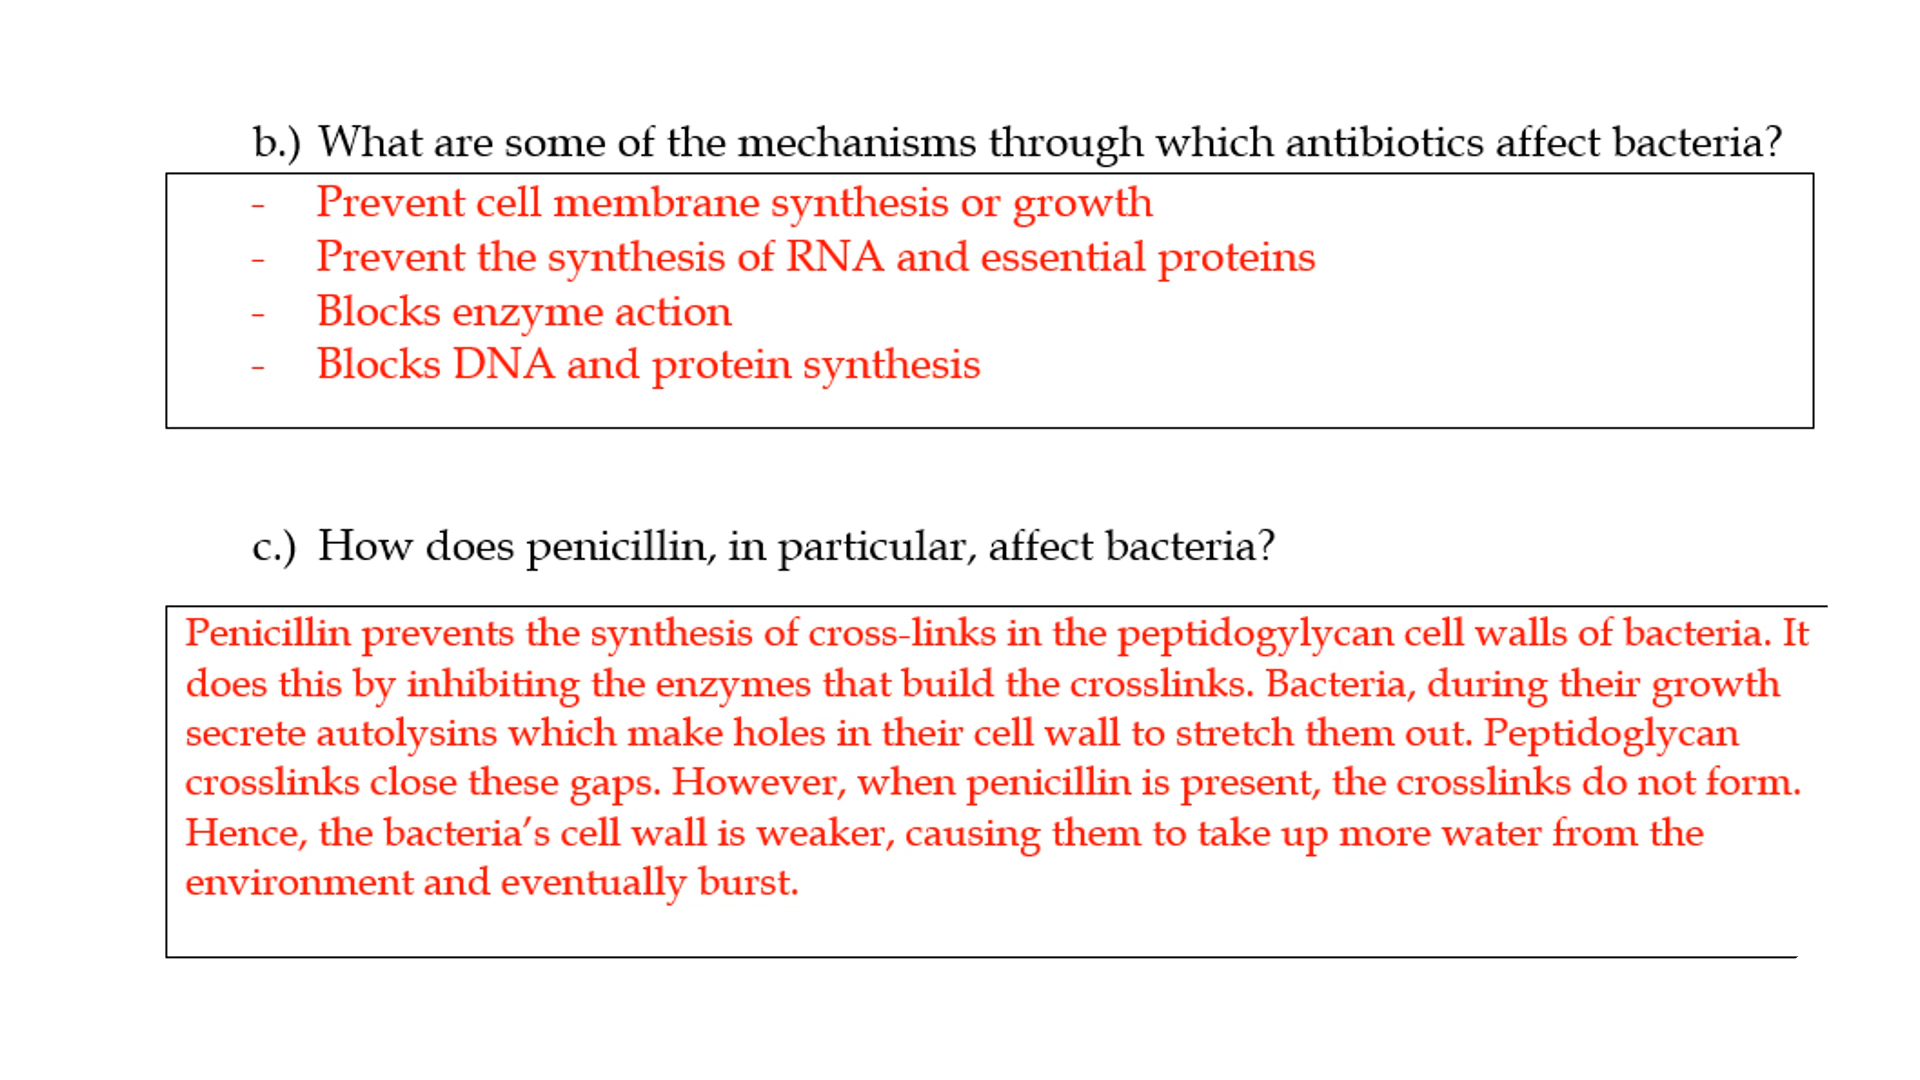 b.) What are some of the mechanisms through which antibiotics affect bacteria?
- Prevent cell membrane synthesis or growth
- Prevent the synthesis of RNA and essential proteins
- Blocks enzyme action
- Blocks DNA and protein synthesis
c.) How does penicillin, in particular, affect bacteria?
Penicillin prevents the synthesis of cross-links in the peptidogylycan cell walls of bacteria. It
does this by inhibiting the enzymes that build the crosslinks. Bacteria, during their growth
secrete autolysins which make holes in their cell wall to stretch them out. Peptidoglycan
crosslinks close these gaps. However, when penicillin is present, the crosslinks do not form.
Hence, the bacteria’s cell wall is weaker, causing them to take up more water from the
environment and eventually burst.